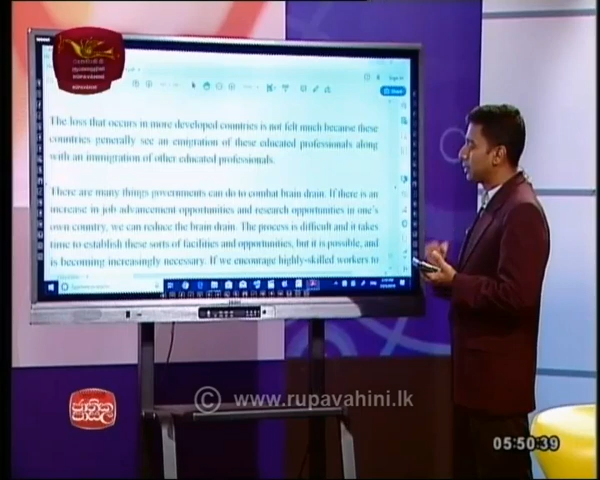 Sign In
Share
The loss that occurs in more developed countries is not felt much because these
countries generally see an emigration of these educated professionals along
with an immigration of other educated professionals.
There are many things governments can do to combat brain drain. If there is an
increase in job advancement opportunities and research opportunities in one's
own country, we can reduce the brain drain. The process is difficult and it takes
time to establish these sorts of facilities and opportunities, but it is possible, and
is becoming increasingly necessary. If we encourage highly-skilled workers to
© www.rupavahini.lk
05:50:39